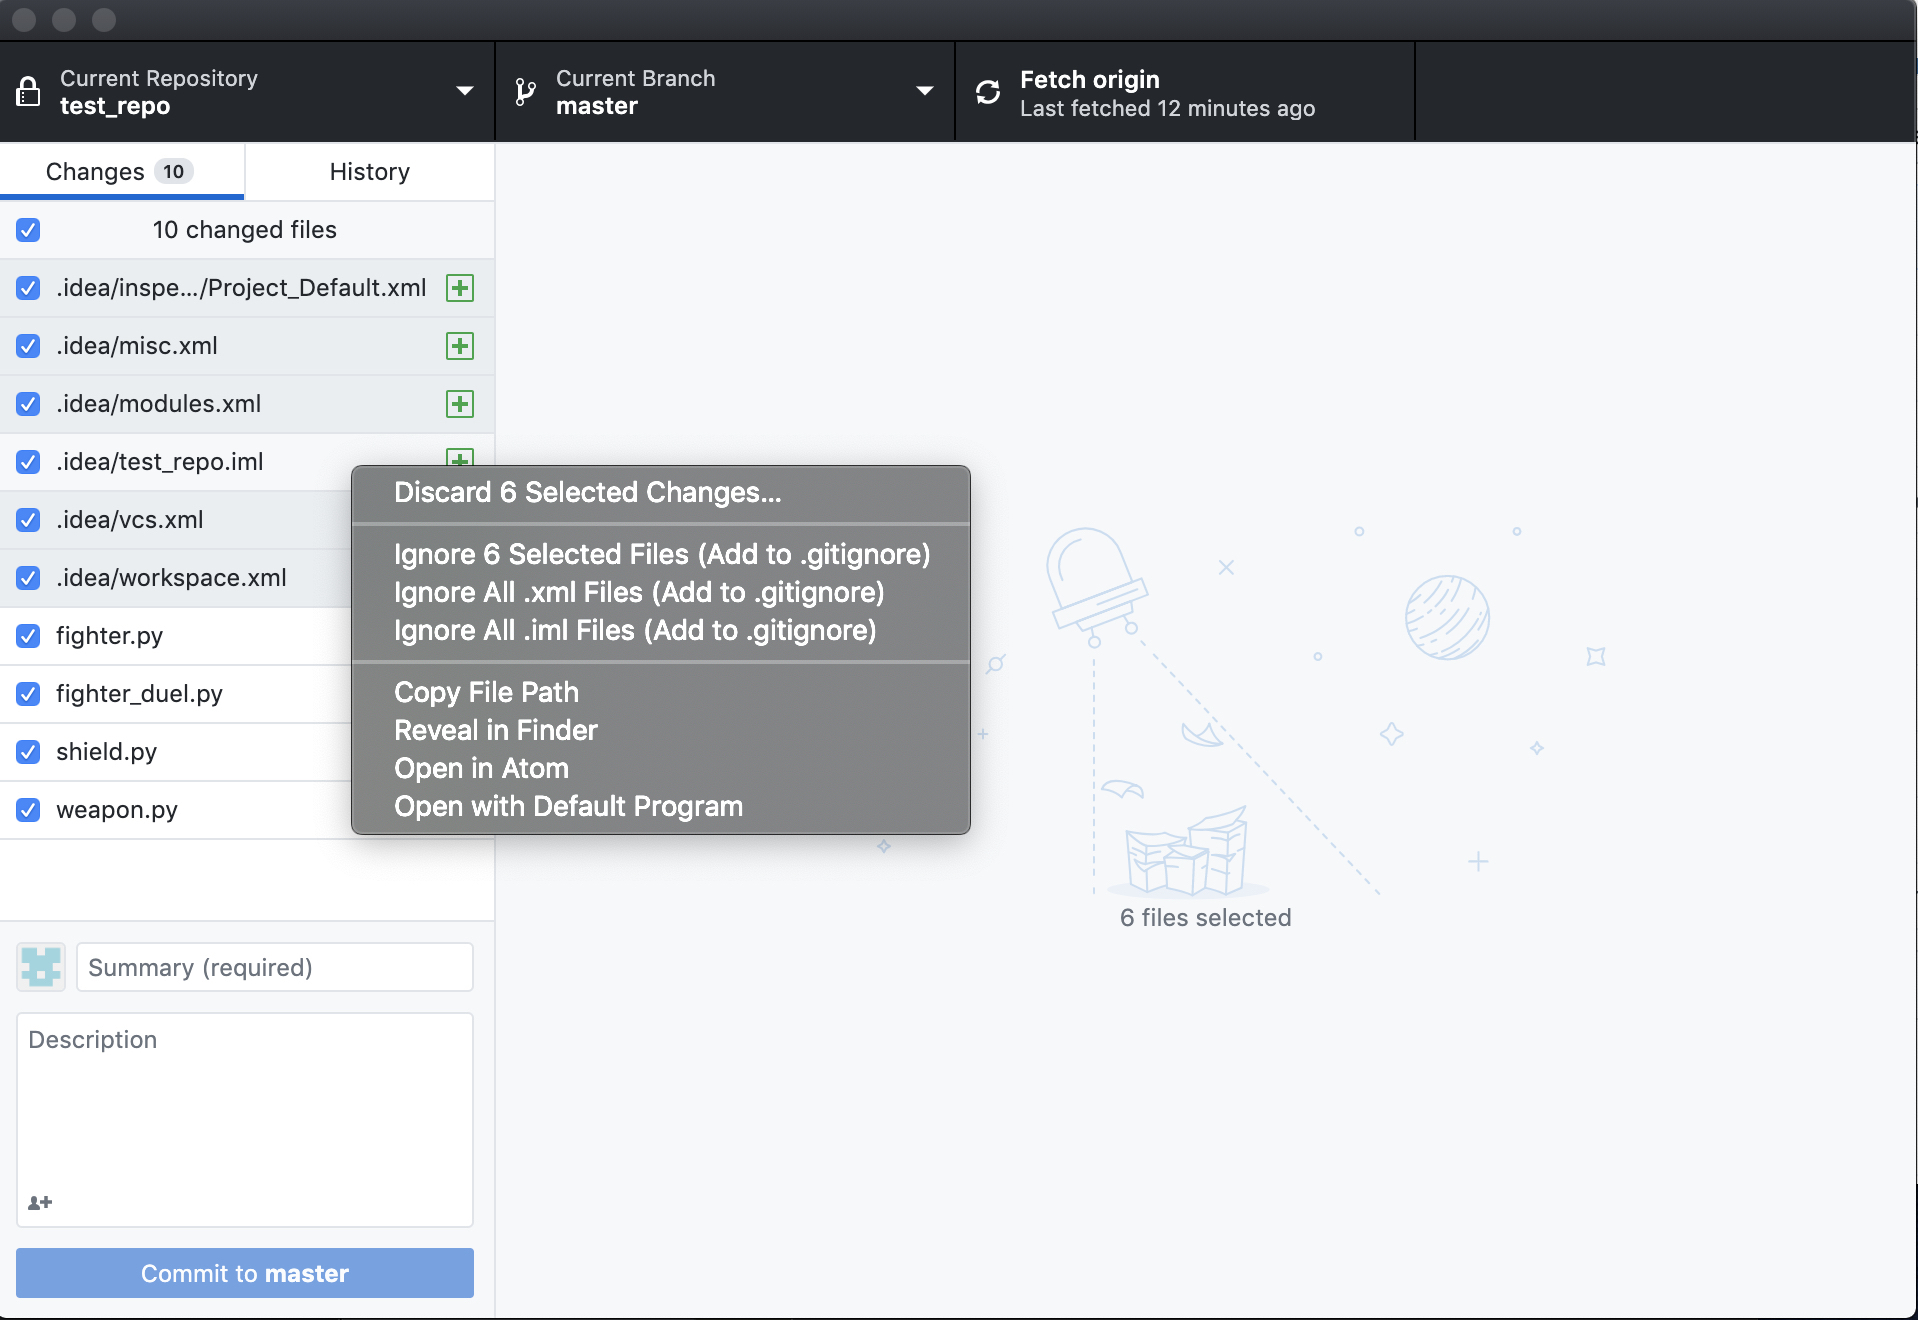 Current Repository
test_repo
Current Branch
master
Fetch origin
Last fetched 12 minutes ago
Changes 10
History
10 changed files
.idea/inspe.../Project_Default.xml
.idea/misc.xml
.idea/modules.xml
.idea/test_repo.iml
.idea/vcs.xml
.idea/workspace.xml
fighter.py
fighter_duel.py
shield.py
weapon.py
Discard 6 Selected Changes...
Ignore 6 Selected Files (Add to .gitignore)
Ignore All .xml Files (Add to .gitignore)
Ignore All .iml Files (Add to .gitignore)
Copy File Path
Reveal in Finder
Open in Atom
Open with Default Program
6 files selected
Summary (required)
Description
Commit to master